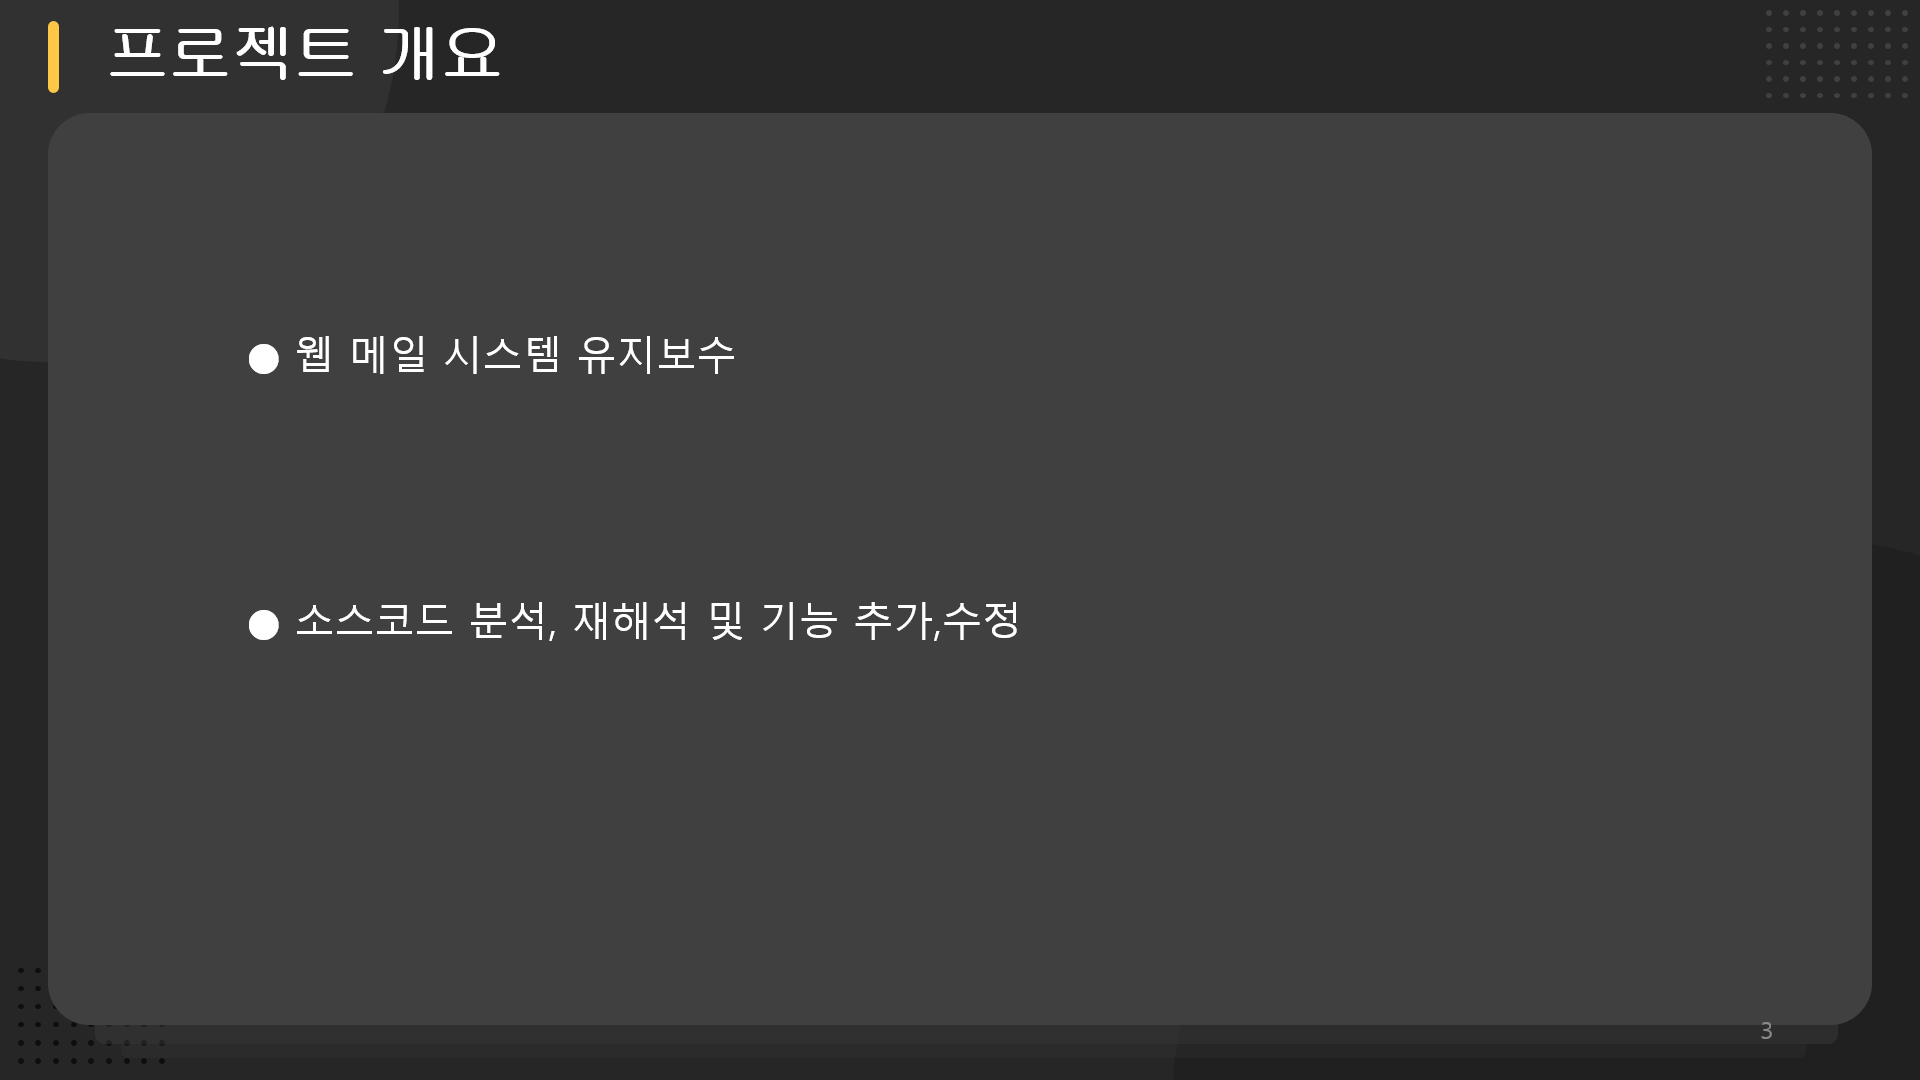 프로젝트 개요
● 웹 메일 시스템 유지보수
● 소스코드 분석, 재해석 및 기능 추가,수정
3